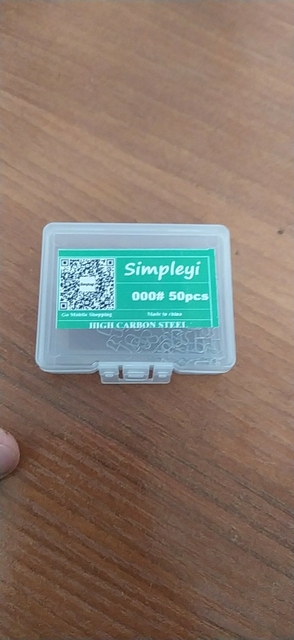 Simpleyi
000# 50pcs
Go Mobile Shopping
Made in china
HIGH CARBON STEEL